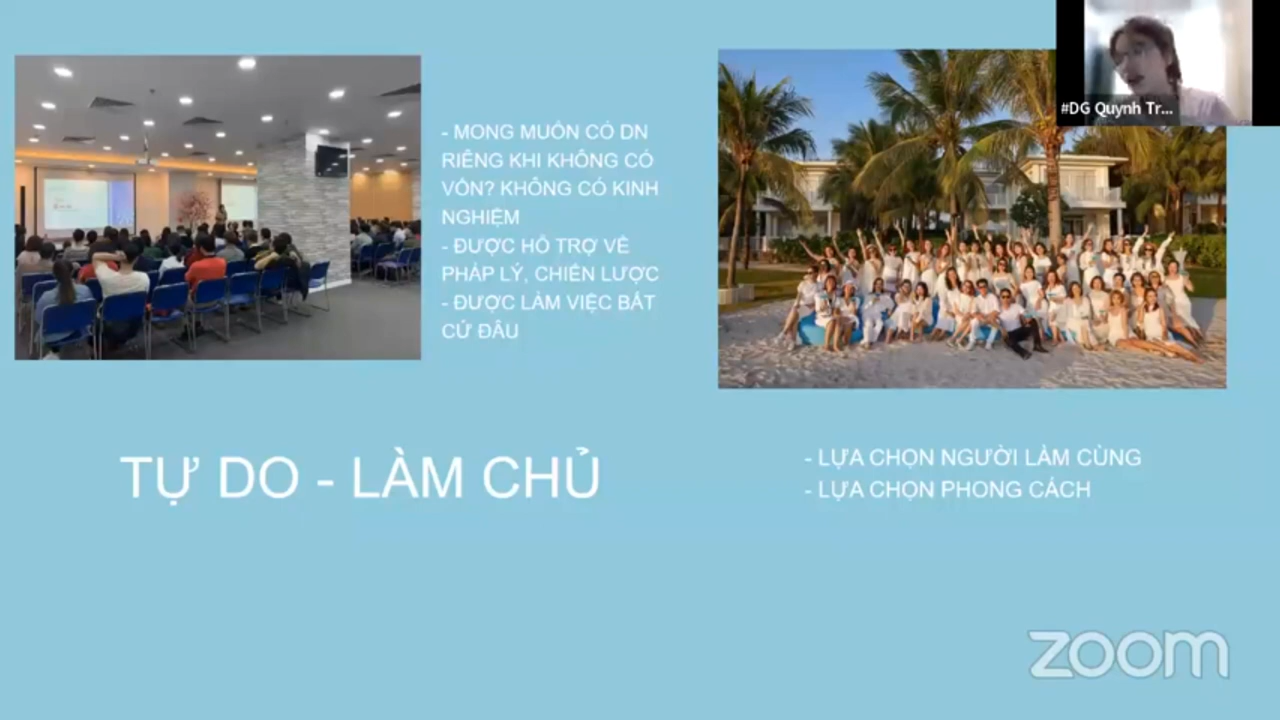 #DG Quynh Tr...
- MONG MUỐN CÓ DN
RIÊNG KHI KHÔNG CÓ
VỐN? KHÔNG CÓ KINH
NGHIỆM
- ĐƯỢC HỖ TRỢ VỀ
PHÁP LÝ, CHIẾN LƯỢC
- ĐƯỢC LÀM VIỆC BẤT
CỨ ĐÂU
TỰ DO - LÀM CHỦ
- LỰA CHỌN NGƯỜI LÀM CÙNG
- LỰA CHỌN PHONG CÁCH
zoom